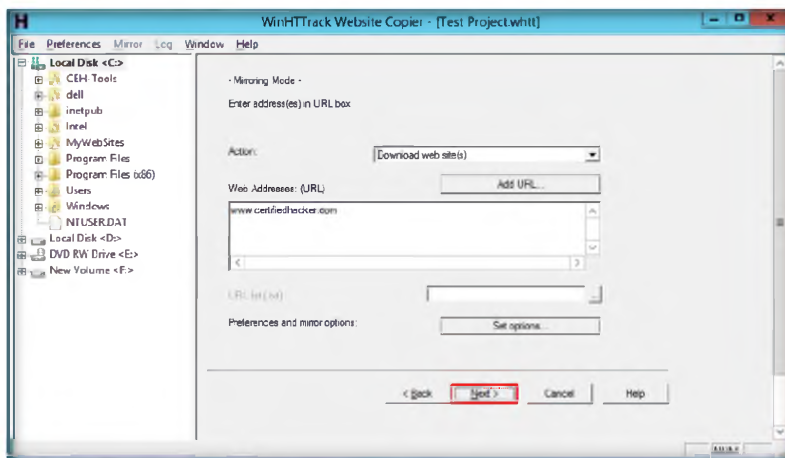 H
WinHTTrack Website Copier - [Test Project.whtt]
File Preferences Mirror Log Window Help
Local Disk <C:>
CEH-Tools
dell
inetpub
Intel
MyWebSites
Program Files
Program Files (x86)
Users
Windows
NTUSER.DAT
Local Disk <D:>
DVD RW Drive <E:>
New Volume <F:>
- Mirroring Mode -
Enter address(es) in URL box
Action:
Download web site(s)
Add URL...
Web Addresses: (URL)
www.certifiedhacker.com
URL list (.txt)
..
Preferences and mirror options:
Set options...
< Back
Next >
Cancel
Help
NUM